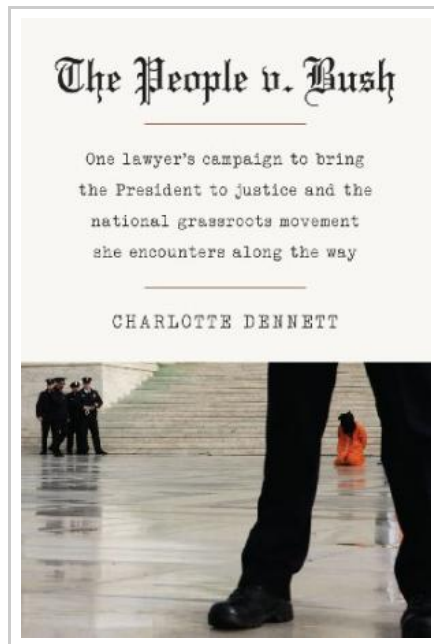 The People v. Bush
One lawyer's campaign to bring
the President to justice and the
national grassroots movement
she encounters along the way
CHARLOTTE DENNETT